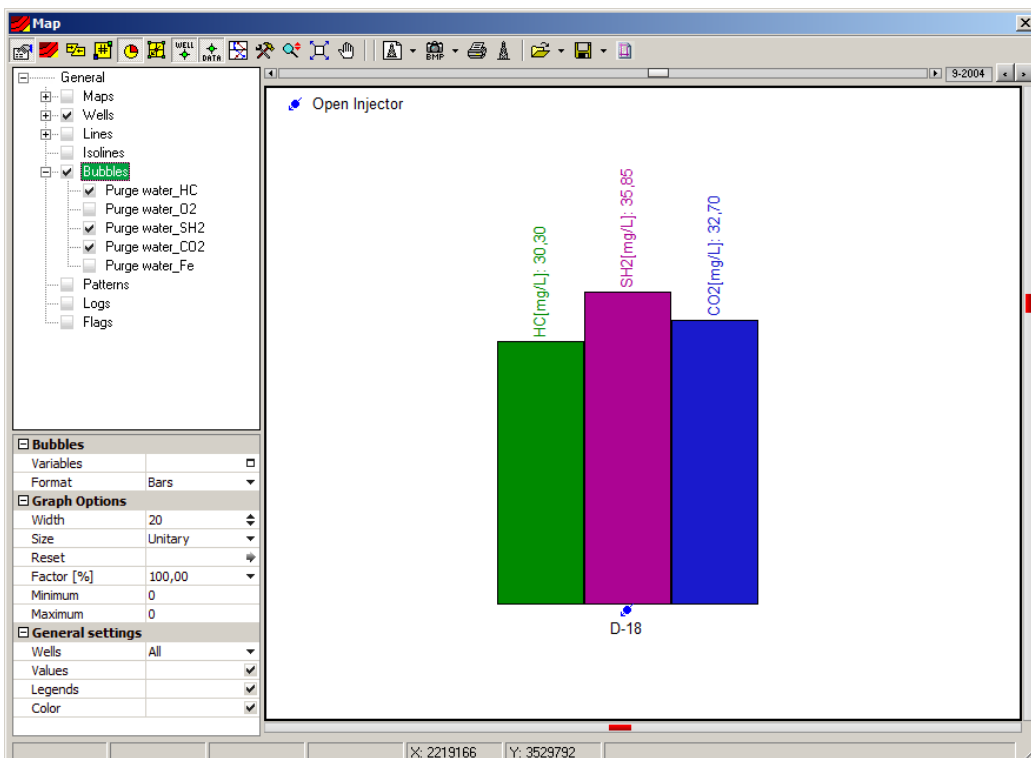 Map
WELL
DATA
BMP
9-2004
General
Maps
Wells
Lines
Isolines
Bubbles
Purge water_HC
Purge water_O2
Purge water_SH2
Purge water_CO2
Purge water_Fe
Patterns
Logs
Flags
Open Injector
HC[mg/L]: 30,30
SH2[mg/L]: 35,85
CO2[mg/L]: 32,70
D-18
Bubbles
Variables
Format Bars
Graph Options
Width 20
Size Unitary
Reset
Factor [%] 100,00
Minimum 0
Maximum 0
General settings
Wells All
Values
Legends
Color
X: 2219166 Y: 3529792